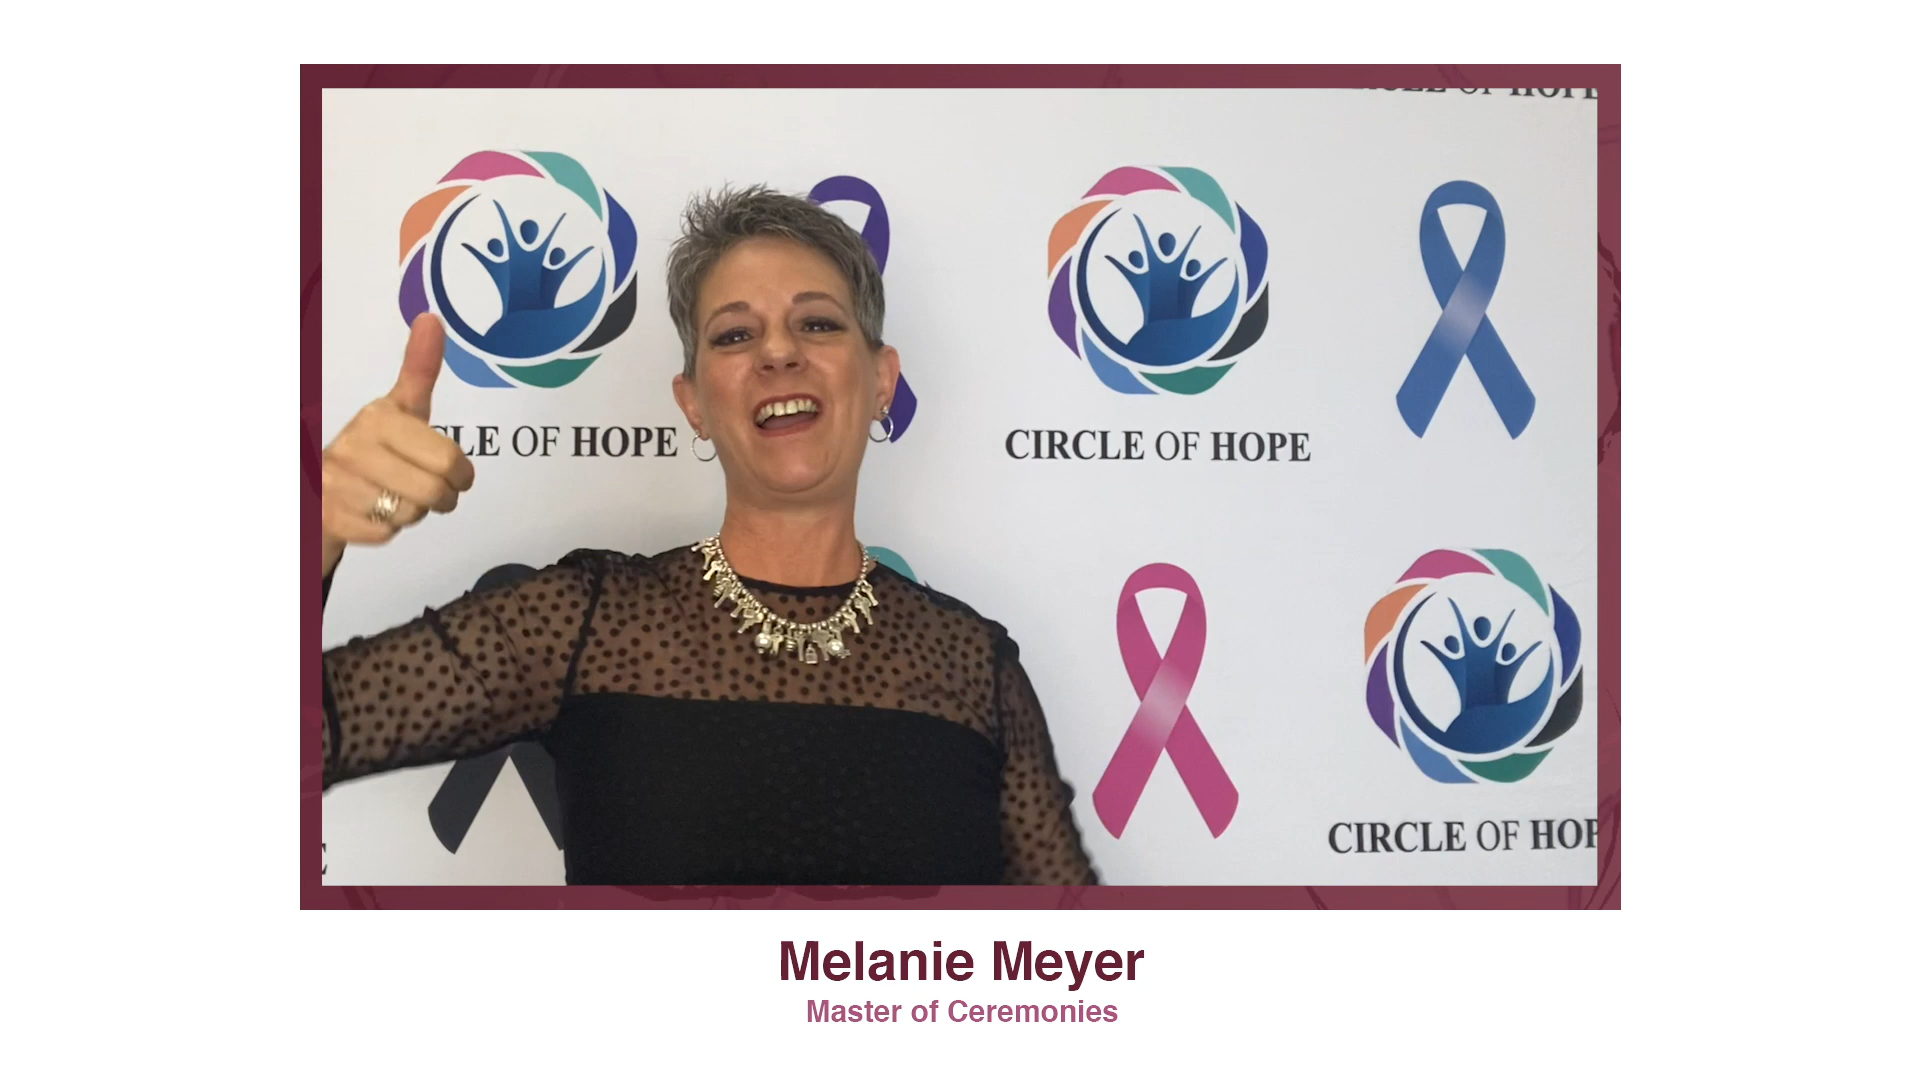 CLE OF HOPE
CIRCLE OF HOPE
CIRCLE OF HOP
Melanie Meyer
Master of Ceremonies